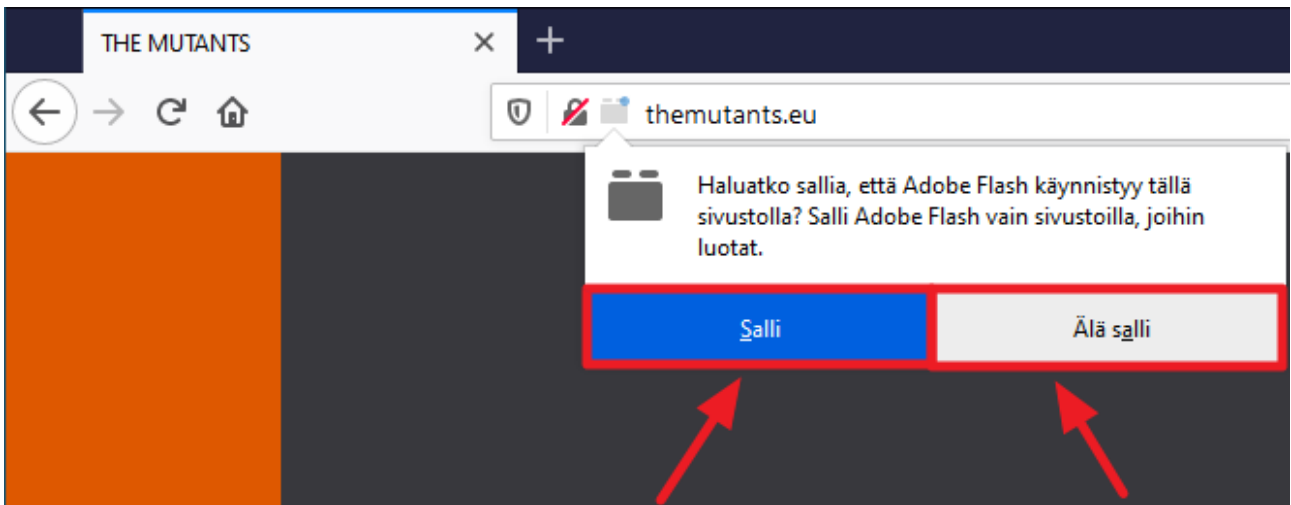 THE MUTANTS
themutants.eu
Haluatko sallia, että Adobe Flash käynnistyy tällä
sivustolla? Salli Adobe Flash vain sivustoilla, joihin
luotat.
Salli
Älä salli